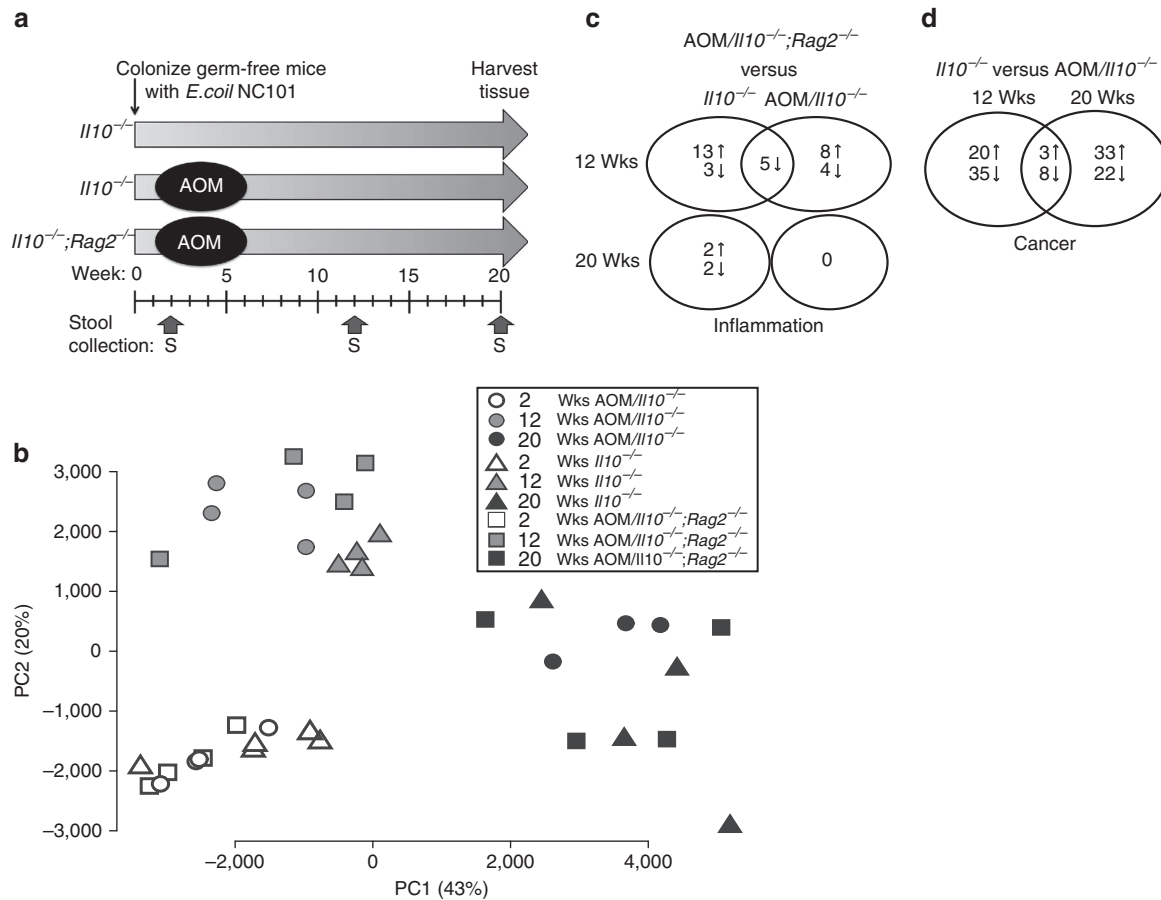 a
Colonize germ-free mice
with E.coil NC101
Harvest
tissue
Il10−/−
Il10−/−
AOM
Il10−/−;Rag2−/−
AOM
Week: 0 5 10 15 20
Stool
collection: S S S
c
AOM/Il10−/−;Rag2−/−
versus
Il10−/− AOM/Il10−/−
12 Wks
13↑ 8↑
3↓ 5↓ 4↓
20 Wks
2↑
2↓ 0
Inflammation
d
Il10−/− versus AOM/Il10−/−
12 Wks 20 Wks
20↑ 3↑ 33↑
35↓ 8↓ 22↓
Cancer
b
2 Wks AOM/Il10−/−
12 Wks AOM/Il10−/−
20 Wks AOM/Il10−/−
2 Wks Il10−/−
12 Wks Il10−/−
20 Wks Il10−/−
2 Wks AOM/Il10−/−;Rag2−/−
12 Wks AOM/Il10−/−;Rag2−/−
20 Wks AOM/Il10−/−;Rag2−/−
PC2 (20%)
3,000
2,000
1,000
0
−1,000
−2,000
−3,000
−2,000 0 2,000 4,000
PC1 (43%)